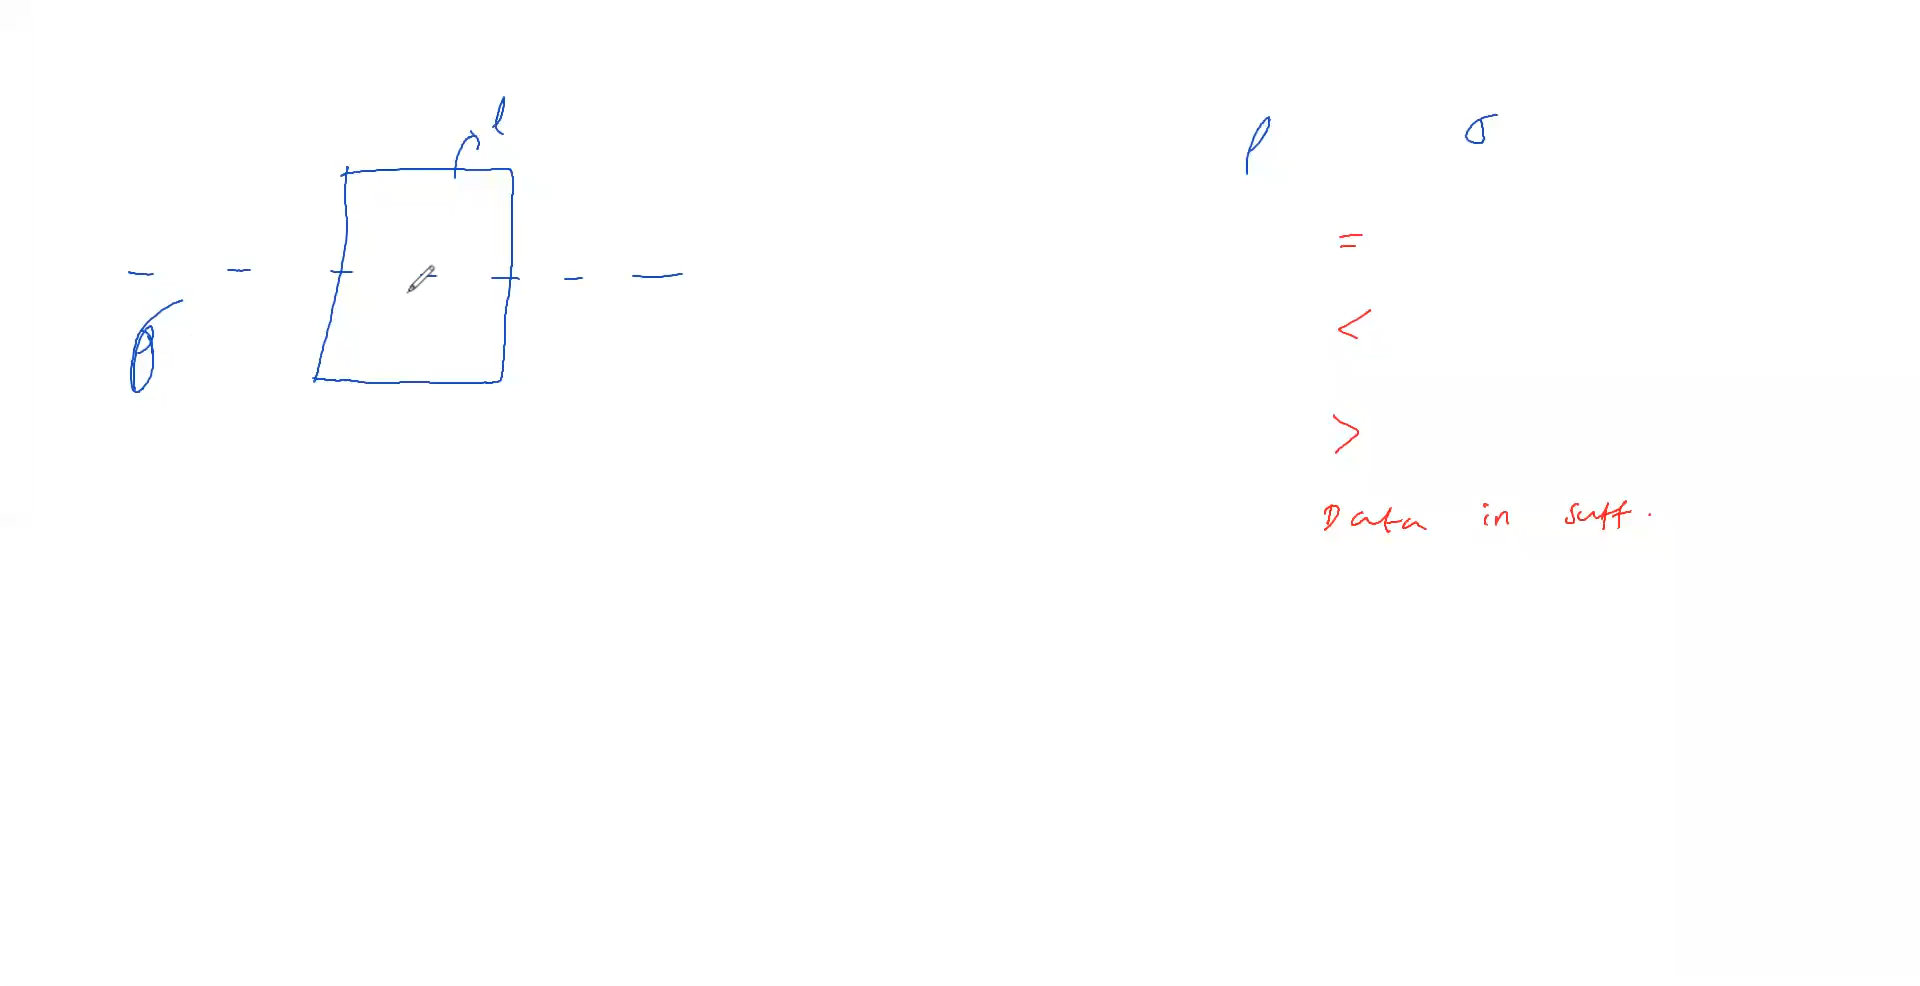 l
ρ σ
=
<
>
Data in suff.